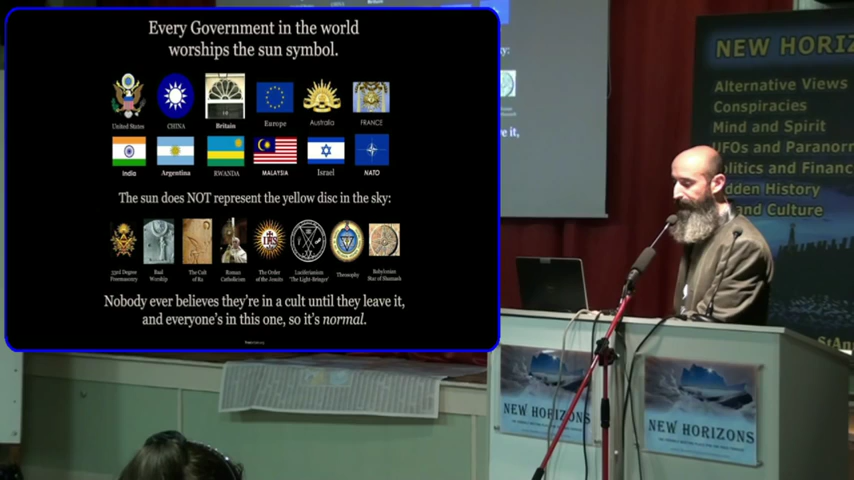 Every Government in the world
worships the sun symbol.
United States
CHINA
Britain
Europe
Australia
FRANCE
India
Argentina
RWANDA
MALAYSIA
Israel
NATO
The sun does NOT represent the yellow disc in the sky:
33rd Degree
Freemasonry
Baal
Worship
The Cult
of Ra
Roman
Catholicism
The Order
of the Jesuits
Luciferianism
'The Light-Bringer'
Theosophy
Babylonian
Star of Shamash
Nobody ever believes they're in a cult until they leave it,
and everyone's in this one, so it's normal.
NEW HORIZ
Alternative Views
Conspiracies
Mind and Spirit
UFOs and Paranorm
olitics and Financ
dden History
and Culture
StAn
NEW HORIZONS
NEW HORIZONS